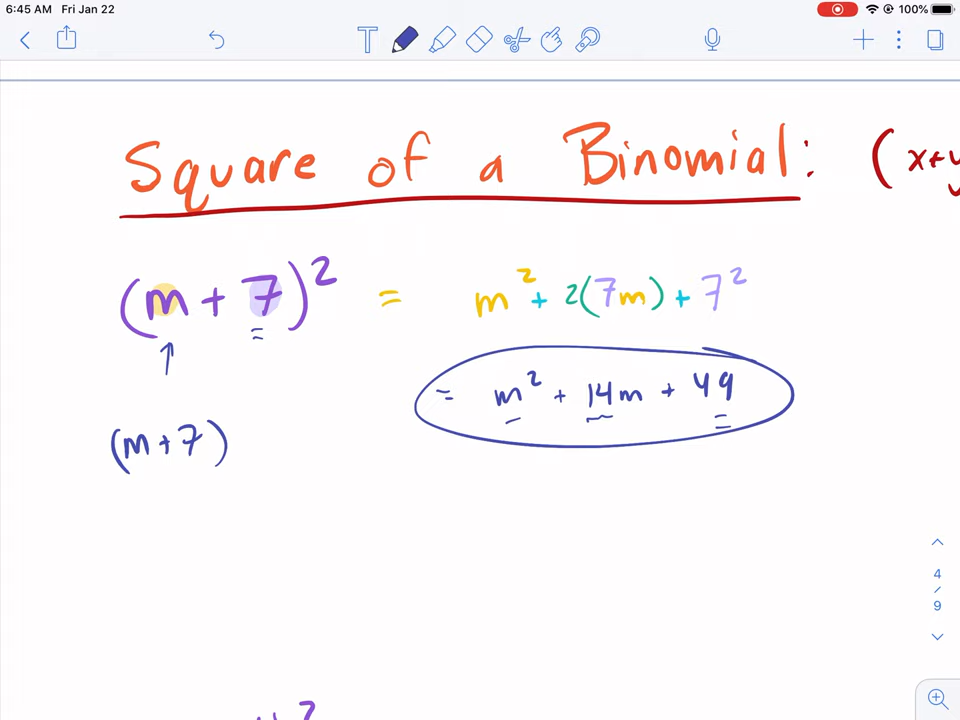 6:45 AM Fri Jan 22
100%
Square of a Binomial: (x+y
(m + 7)² = m² + 2(7m) + 7²
= m² + 14m + 49
(m + 7)
4
/
9